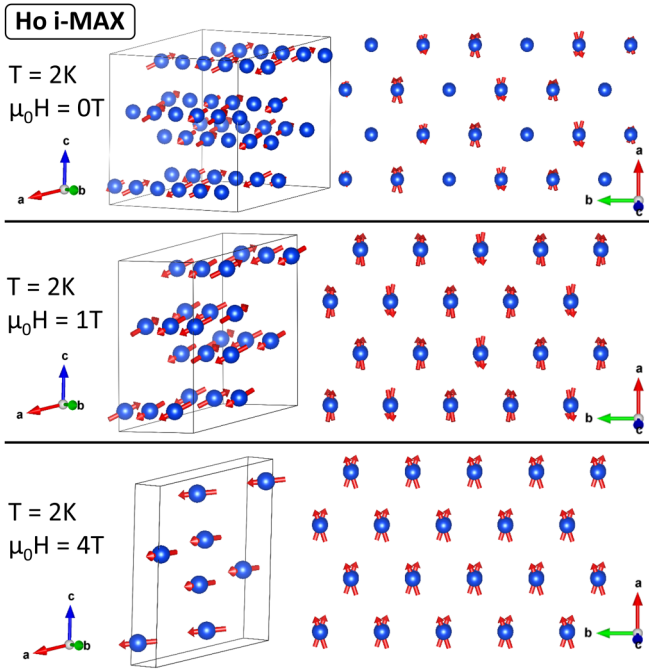 Ho i-MAX
T = 2K
μ₀H = 0T
c
a
b
a
b
c
T = 2K
μ₀H = 1T
c
a
b
a
b
c
T = 2K
μ₀H = 4T
c
a
b
a
b
c